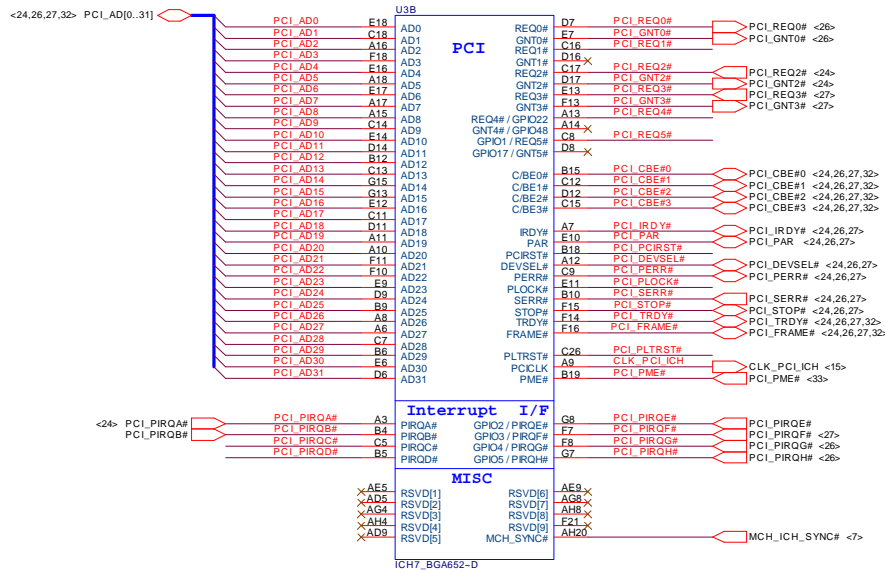 U3B
<24,26,27,32> PCI_AD[0..31]
PCI
PCI_AD0 E18 AD0 REQ0# D7 PCI_REQ0# PCI_REQ0# <26>
PCI_AD1 C18 AD1 GNT0# E7 PCI_GNT0# PCI_GNT0# <26>
PCI_AD2 A16 AD2 REQ1# C16 PCI_REQ1#
PCI_AD3 F18 AD3 GNT1# D16
PCI_AD4 E16 AD4 REQ2# C17 PCI_REQ2# PCI_REQ2# <24>
PCI_AD5 A18 AD5 GNT2# D17 PCI_GNT2# PCI_GNT2# <24>
PCI_AD6 E17 AD6 REQ3# E13 PCI_REQ3# PCI_REQ3# <27>
PCI_AD7 A17 AD7 GNT3# F13 PCI_GNT3# PCI_GNT3# <27>
PCI_AD8 A15 AD8 REQ4# / GPIO22 A13 PCI_REQ4#
PCI_AD9 C14 AD9 GNT4# / GPIO48 A14
PCI_AD10 E14 AD10 GPIO1 / REQ5# C8 PCI_REQ5#
PCI_AD11 D14 AD11 GPIO17 / GNT5# D8
PCI_AD12 B12 AD12
PCI_AD13 C13 AD13 C/BE0# B15 PCI_CBE#0 PCI_CBE#0 <24,26,27,32>
PCI_AD14 G15 AD14 C/BE1# C12 PCI_CBE#1 PCI_CBE#1 <24,26,27,32>
PCI_AD15 G13 AD15 C/BE2# D12 PCI_CBE#2 PCI_CBE#2 <24,26,27,32>
PCI_AD16 E12 AD16 C/BE3# C15 PCI_CBE#3 PCI_CBE#3 <24,26,27,32>
PCI_AD17 C11 AD17
PCI_AD18 D11 AD18 IRDY# A7 PCI_IRDY# PCI_IRDY# <24,26,27>
PCI_AD19 A11 AD19 PAR E10 PCI_PAR PCI_PAR <24,26,27>
PCI_AD20 A10 AD20 PCIRST# B18 PCI_PCIRST#
PCI_AD21 F11 AD21 DEVSEL# A12 PCI_DEVSEL# PCI_DEVSEL# <24,26,27>
PCI_AD22 F10 AD22 PERR# C9 PCI_PERR# PCI_PERR# <24,26,27>
PCI_AD23 E9 AD23 PLOCK# E11 PCI_PLOCK#
PCI_AD24 D9 AD24 SERR# B10 PCI_SERR# PCI_SERR# <24,26,27>
PCI_AD25 B9 AD25 STOP# F15 PCI_STOP# PCI_STOP# <24,26,27>
PCI_AD26 A8 AD26 TRDY# F14 PCI_TRDY# PCI_TRDY# <24,26,27,32>
PCI_AD27 A6 AD27 FRAME# F16 PCI_FRAME# PCI_FRAME# <24,26,27,32>
PCI_AD28 C7 AD28
PCI_AD29 B6 AD29 PLTRST# C26 PCI_PLTRST#
PCI_AD30 E6 AD30 PCICLK A9 CLK_PCI_ICH CLK_PCI_ICH <15>
PCI_AD31 D6 AD31 PME# B19 PCI_PME# PCI_PME# <33>
Interrupt I/F
<24> PCI_PIRQA# PCI_PIRQA# A3 PIRQA# GPIO2 / PIRQE# G8 PCI_PIRQE# PCI_PIRQE#
PCI_PIRQB# PCI_PIRQB# B4 PIRQB# GPIO3 / PIRQF# F7 PCI_PIRQF# PCI_PIRQF# <27>
PCI_PIRQC# C5 PIRQC# GPIO4 / PIRQG# F8 PCI_PIRQG# PCI_PIRQG# <26>
PCI_PIRQD# B5 PIRQD# GPIO5 / PIRQH# G7 PCI_PIRQH# PCI_PIRQH# <26>
MISC
AE5 RSVD[1] RSVD[6] AE9
AD5 RSVD[2] RSVD[7] AG8
AG4 RSVD[3] RSVD[8] AH8
AH4 RSVD[4] RSVD[9] F21
AD9 RSVD[5] MCH_SYNC# AH20 MCH_ICH_SYNC# <7>
ICH7_BGA652-D